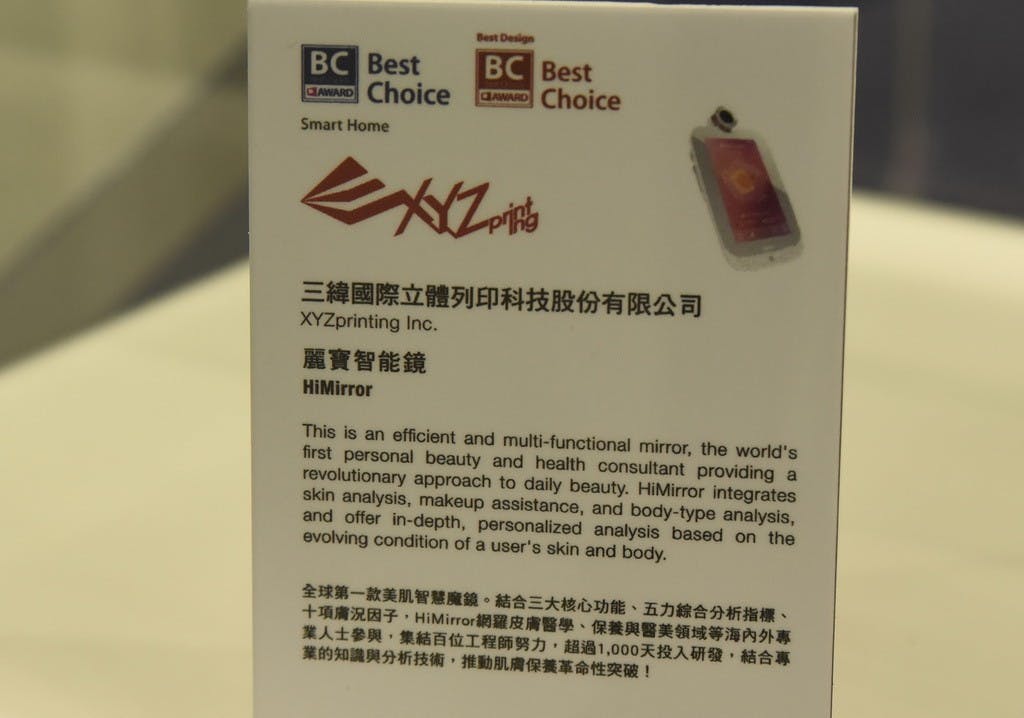 Best Design
BC Best
AWARD Choice
BC Best
AWARD Choice
Smart Home
XYZprinting
三緯國際立體列印科技股份有限公司
XYZprinting Inc.
麗寶智能鏡
HiMirror
This is an efficient and multi-functional mirror, the world's
first personal beauty and health consultant providing a
revolutionary approach to daily beauty. HiMirror integrates
skin analysis, makeup assistance, and body-type analysis,
and offer in-depth, personalized analysis based on the
evolving condition of a user's skin and body.
全球第一款美肌智慧魔鏡。結合三大核心功能、五力綜合分析指標、
十項膚況因子，HiMirror網羅皮膚醫學、保養與醫美領域等海內外專
業人士參與，集結百位工程師努力，超過1,000天投入研發，結合專
業的知識與分析技術，推動肌膚保養革命性突破！